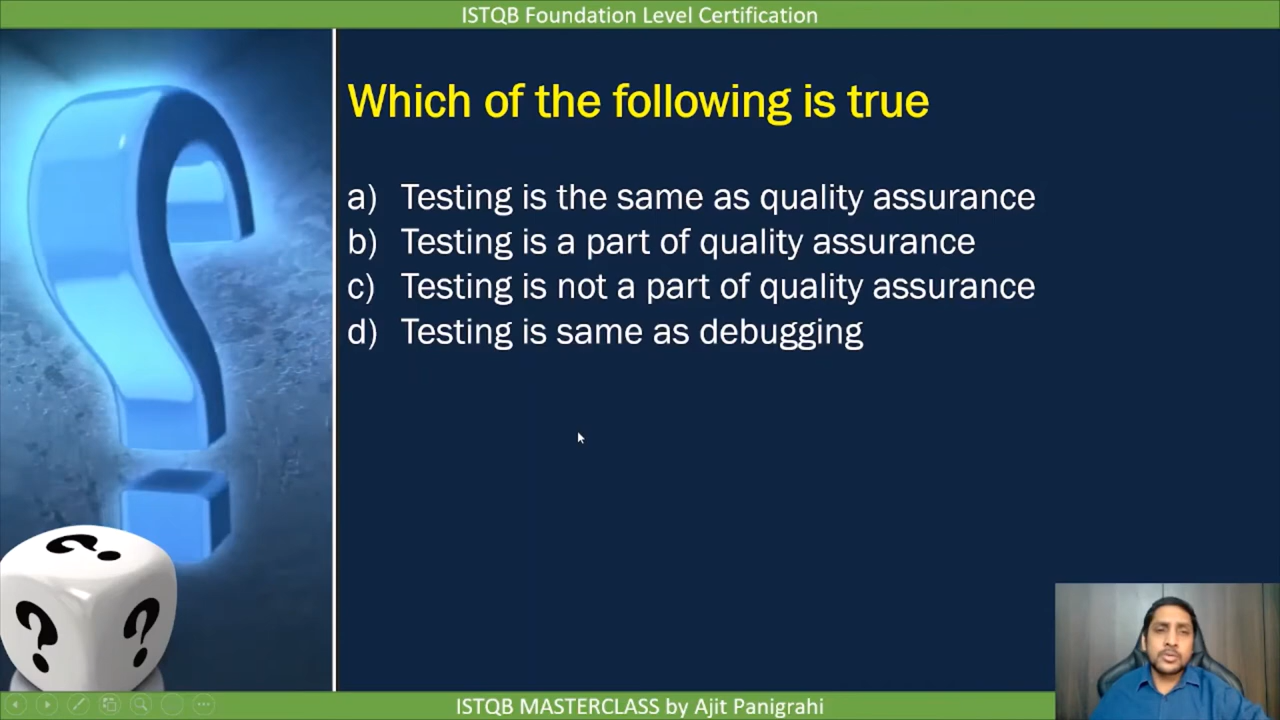 ISTQB Foundation Level Certification
Which of the following is true
a) Testing is the same as quality assurance
b) Testing is a part of quality assurance
c) Testing is not a part of quality assurance
d) Testing is same as debugging
ISTQB MASTERCLASS by Ajit Panigrahi